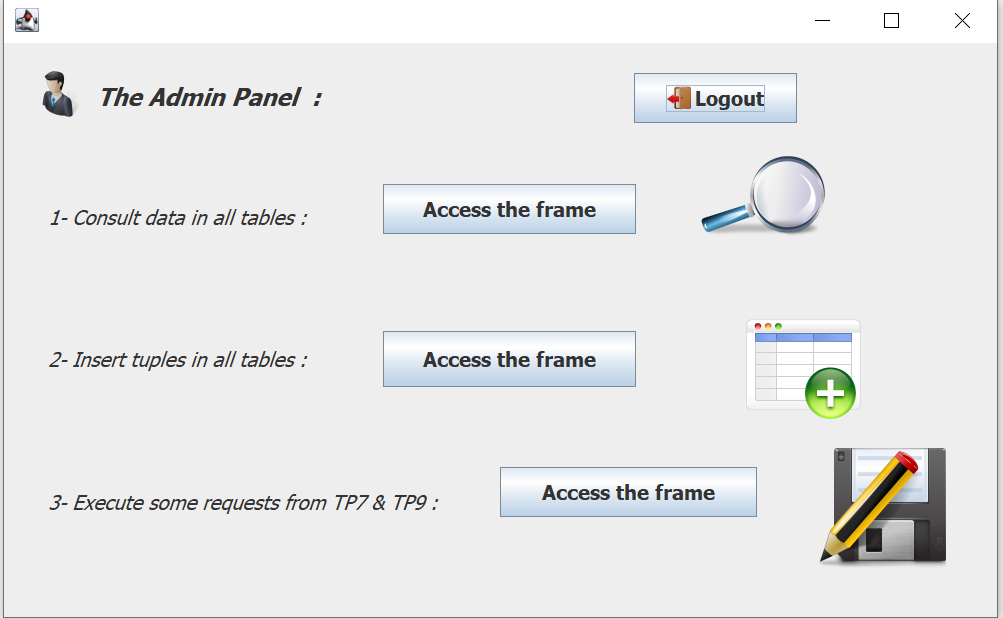 The Admin Panel  :
Logout
1- Consult data in all tables :
Access the frame
2- Insert tuples in all tables :
Access the frame
3- Execute some requests from TP7 & TP9 :
Access the frame